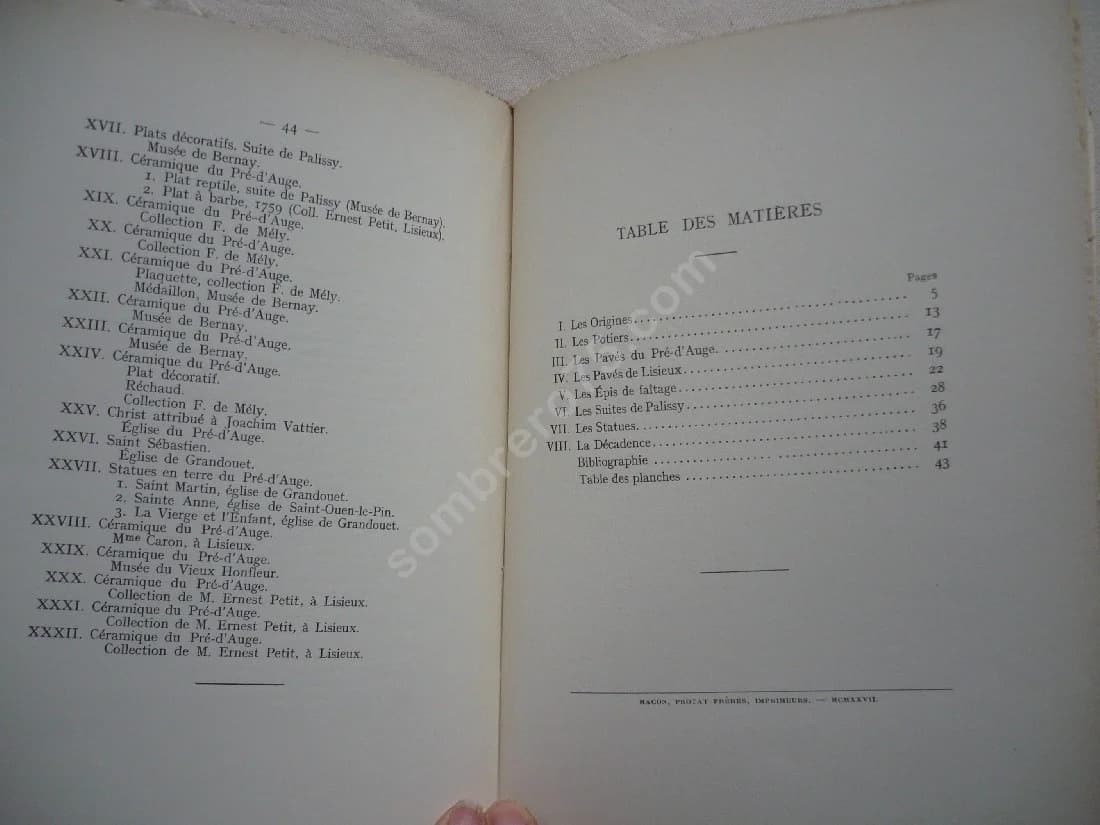 — 44 —
XVII. Plats décoratifs. Suite de Palissy.
Musée de Bernay.
XVIII. Céramique du Pré-d'Auge.
1. Plat reptile, suite de Palissy (Musée de Bernay).
2. Plat à barbe, 1759 (Coll. Ernest Petit, Lisieux).
XIX. Céramique du Pré-d'Auge.
Collection F. de Mély.
XX. Céramique du Pré-d'Auge.
Collection F. de Mély.
XXI. Céramique du Pré-d'Auge.
Plaquette, collection F. de Mély.
Médaillon, Musée de Bernay.
XXII. Céramique du Pré-d'Auge.
Musée de Bernay.
XXIII. Céramique du Pré-d'Auge.
Musée de Bernay.
XXIV. Céramique du Pré-d'Auge.
Plat décoratif.
Réchaud.
Collection F. de Mély.
XXV. Christ attribué à Joachim Vattier.
Église du Pré-d'Auge.
XXVI. Saint Sébastien.
Église de Grandouet.
XXVII. Statues en terre du Pré-d'Auge.
1. Saint Martin, église de Grandouet.
2. Sainte Anne, église de Saint-Ouen-le-Pin.
3. La Vierge et l'Enfant, église de Grandouet.
XXVIII. Céramique du Pré-d'Auge.
Mme Caron, à Lisieux.
XXIX. Céramique du Pré-d'Auge.
Musée du Vieux Honfleur.
XXX. Céramique du Pré-d'Auge.
Collection de M. Ernest Petit, à Lisieux.
XXXI. Céramique du Pré-d'Auge.
Collection de M. Ernest Petit, à Lisieux.
XXXII. Céramique du Pré-d'Auge.
Collection de M. Ernest Petit, à Lisieux.
TABLE DES MATIÈRES
Pages
I. Les Origines. 5
II. Les Potiers. 13
III. Les Pavés du Pré-d'Auge. 17
IV. Les Pavés de Lisieux. 19
V. Les Épis de faîtage. 22
VI. Les Suites de Palissy. 28
VII. Les Statues. 36
VIII. La Décadence. 38
Bibliographie 41
Table des planches 43
MACON, PROTAT FRÈRES, IMPRIMEURS. — MCMXXVII.
sombrerorojo.com